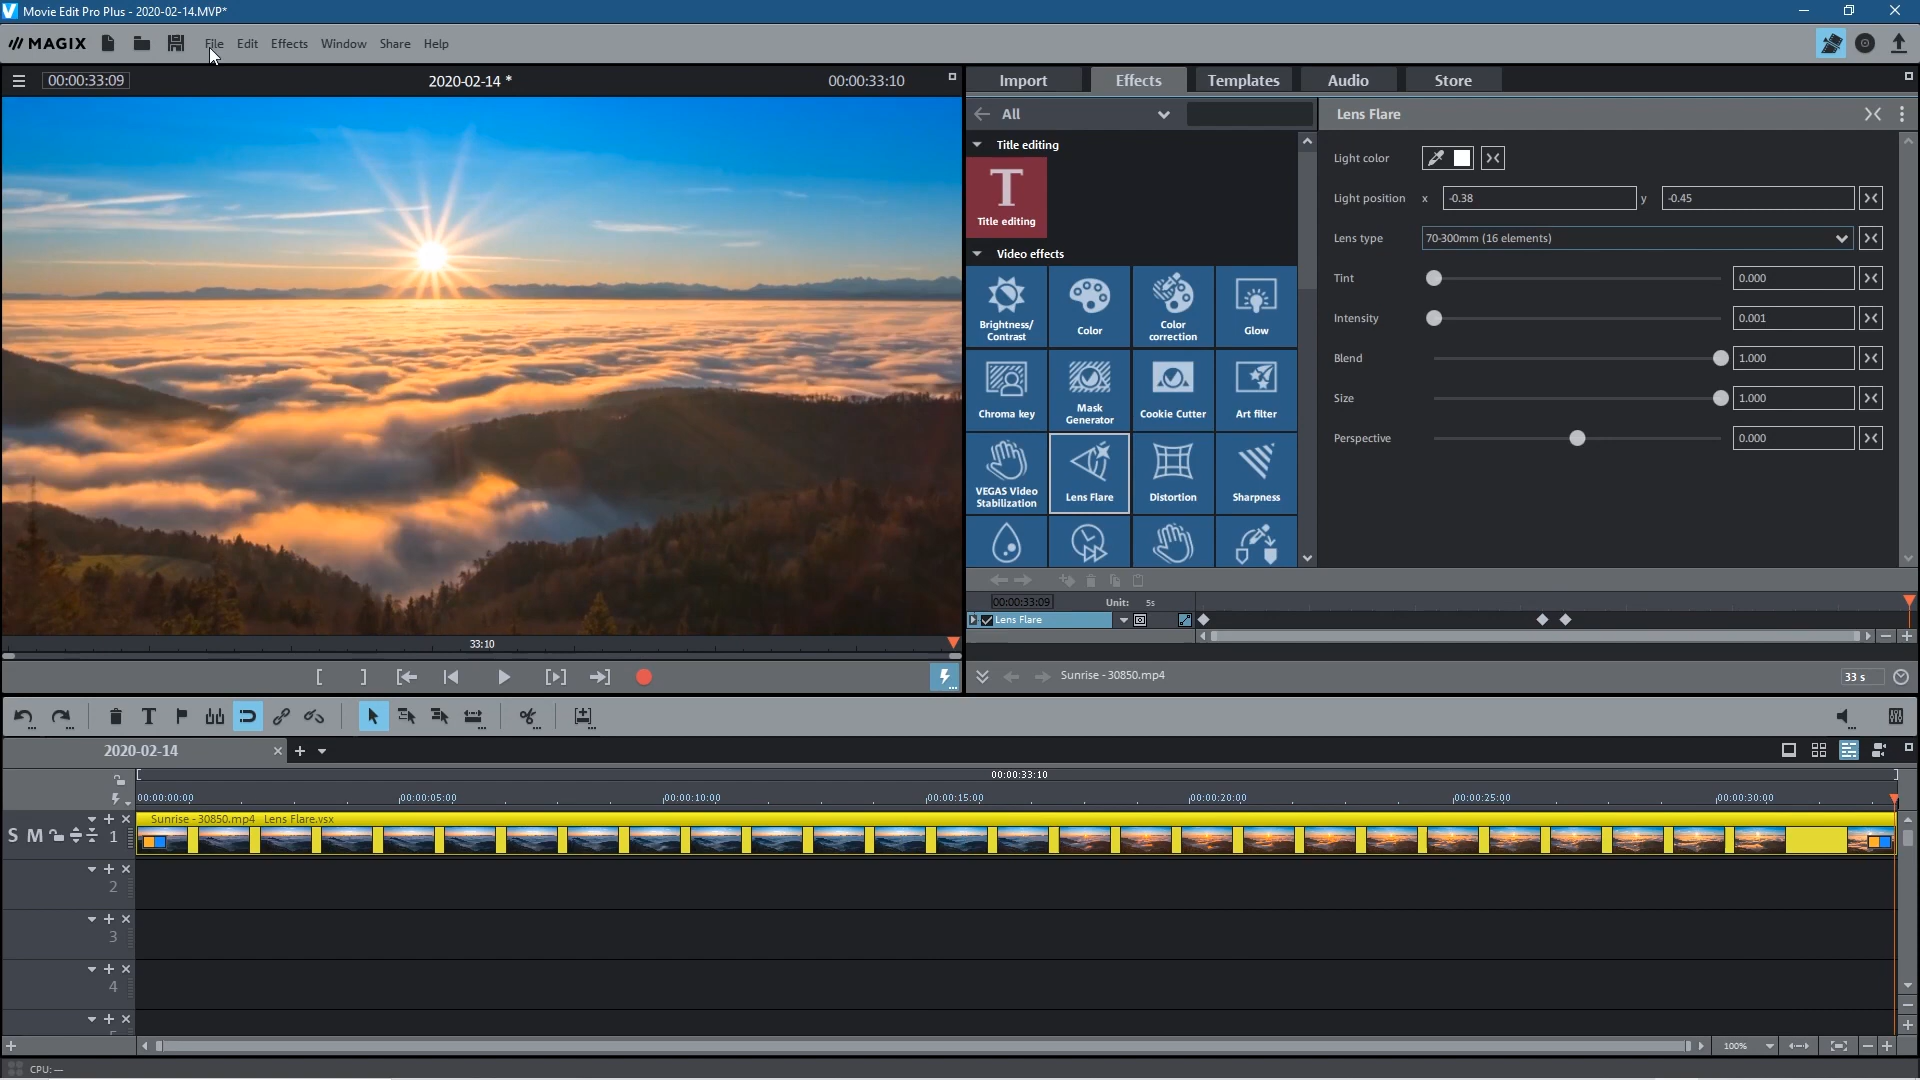 Movie Edit Pro Plus - 2020-02-14.MVP*
MAGIX File Edit Effects Window Share Help
00:00:33:09 2020-02-14 * 00:00:33:10
Import Effects Templates Audio Store
All
Lens Flare
Title editing
Title editing
Video effects
Brightness/
Contrast
Color
Color
correction
Glow
Chroma key
Mask
Generator
Cookie Cutter
Art filter
VEGAS Video
Stabilization
Lens Flare
Distortion
Sharpness
Light color
Light position x -0.38 y -0.45
Lens type 70-300mm (16 elements)
Tint 0.000
Intensity 0.001
Blend 1.000
Size 1.000
Perspective 0.000
33:10
00:00:33:09 Unit: 5s
Lens Flare
Sunrise - 30850.mp4 33 s
2020-02-14
00:00:33:10
00:00:00:00 00:00:05:00 00:00:10:00 00:00:15:00 00:00:20:00 00:00:25:00 00:00:30:00
Sunrise - 30850.mp4 Lens Flare.vsx
S M 1
2
3
4
100%
CPU: —